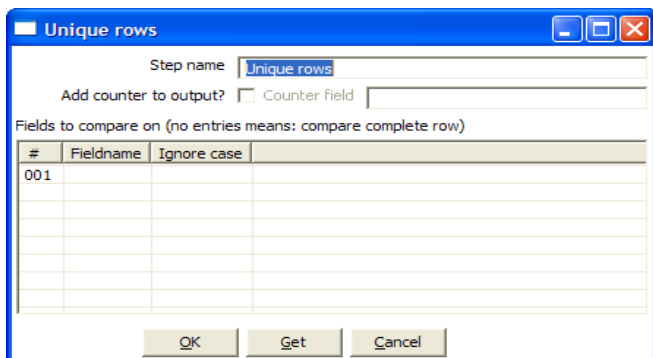 Unique rows
Step name Unique rows
Add counter to output? Counter field
Fields to compare on (no entries means: compare complete row)
# Fieldname Ignore case
001
OK Get Cancel